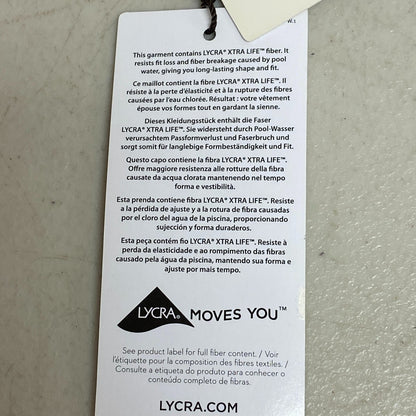 W.1
This garment contains LYCRA® XTRA LIFE™ fiber. It
resists fit loss and fiber breakage caused by pool
water, giving you long-lasting shape and fit.
Ce maillot contient la fibre LYCRA® XTRA LIFE™. Il
résiste à la perte d'élasticité et à la rupture des fibres
causées par l'eau chlorée. Résultat : votre vêtement
épouse vos formes tout en gardant la sienne.
Dieses Kleidungsstück enthält die Faser
LYCRA® XTRA LIFE™. Sie widersteht durch Pool-Wasser
verursachtem Passformverlust und Faserbruch und
sorgt somit für langlebige Formbeständigkeit und Fit.
Questo capo contiene la fibra LYCRA® XTRA LIFE™.
Offre maggiore resistenza alle rotture della fibra
causate da acqua clorata mantenendo nel tempo
forma e vestibilità.
Esta prenda contiene fibra LYCRA® XTRA LIFE™. Resiste
a la pérdida de ajuste y a la rotura de fibra causadas
por el cloro del agua de la piscina, proporcionando
sujección y forma duraderos.
Esta peça contém fio LYCRA® XTRA LIFE™. Resiste à
perda da elasticidade e ao rompimento das fibras
causado pela água da piscina, mantendo sua forma e
ajuste por mais tempo.
LYCRA® MOVES YOU™
See product label for full fiber content. / Voir
l'étiquette pour la composition des fibres textiles. /
Consulte a etiqueta do produto para conhecer o
conteúdo completo de fibras.
LYCRA.COM